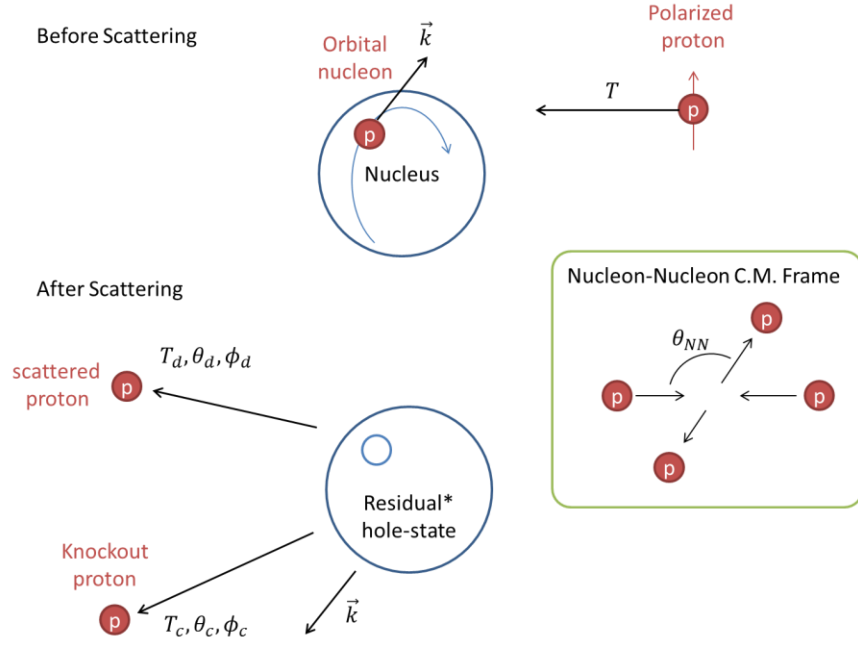 Before Scattering
Orbital
nucleon
k⃗
Polarized
proton
T
p
p
Nucleus
After Scattering
Nucleon-Nucleon C.M. Frame
θ_NN
p
p
p
p
T_d, θ_d, ϕ_d
scattered
proton
p
Residual*
hole-state
Knockout
proton
p
T_c, θ_c, ϕ_c
k⃗